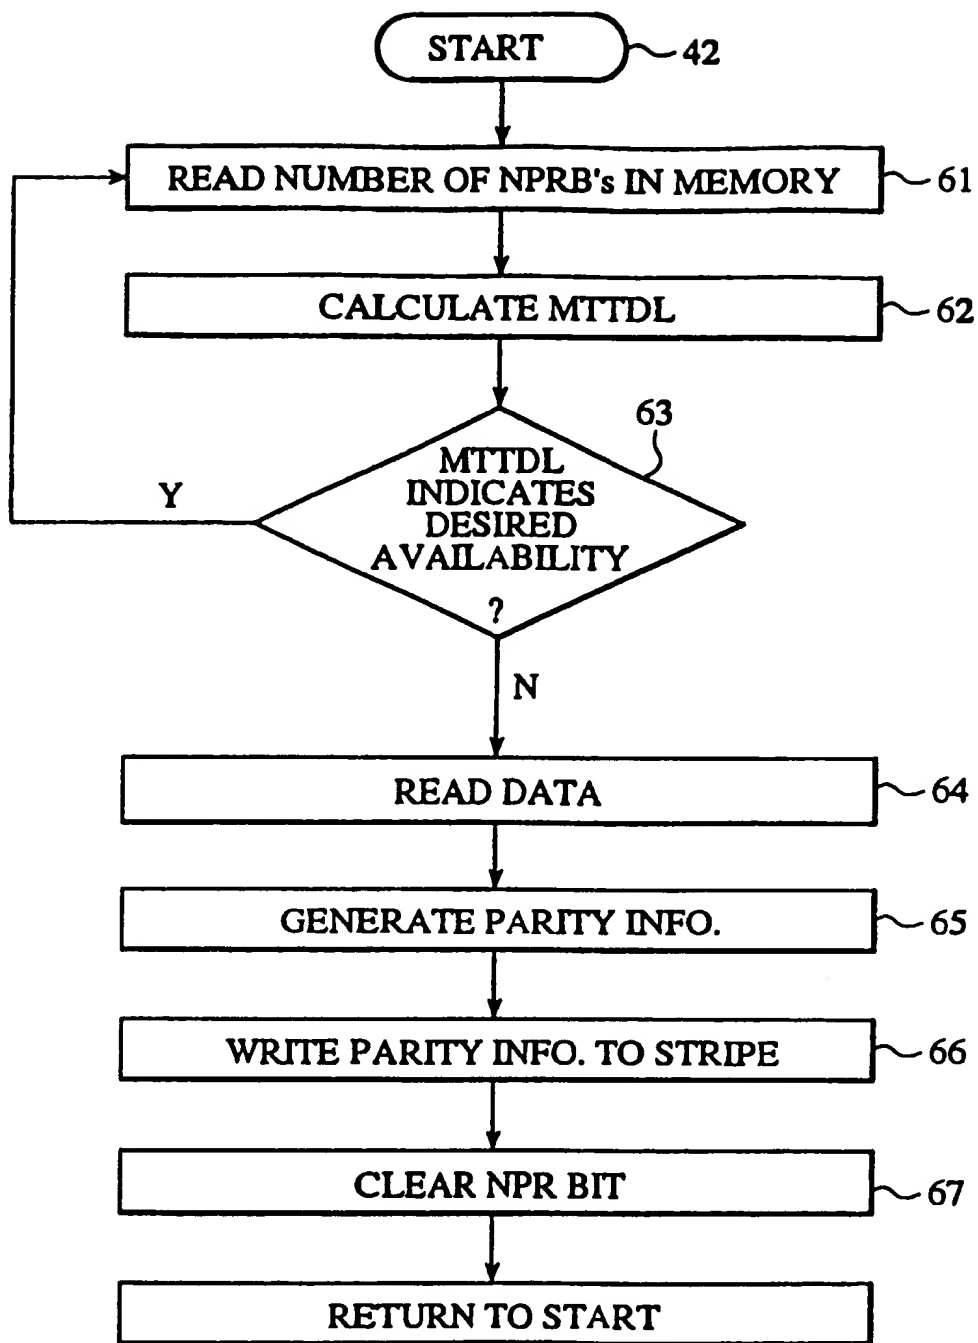 START
42
READ NUMBER OF NPRB's IN MEMORY
61
CALCULATE MTTDL
62
63
MTTDL
INDICATES
DESIRED
AVAILABILITY
?
Y
N
READ DATA
64
GENERATE PARITY INFO.
65
WRITE PARITY INFO. TO STRIPE
66
CLEAR NPR BIT
67
RETURN TO START